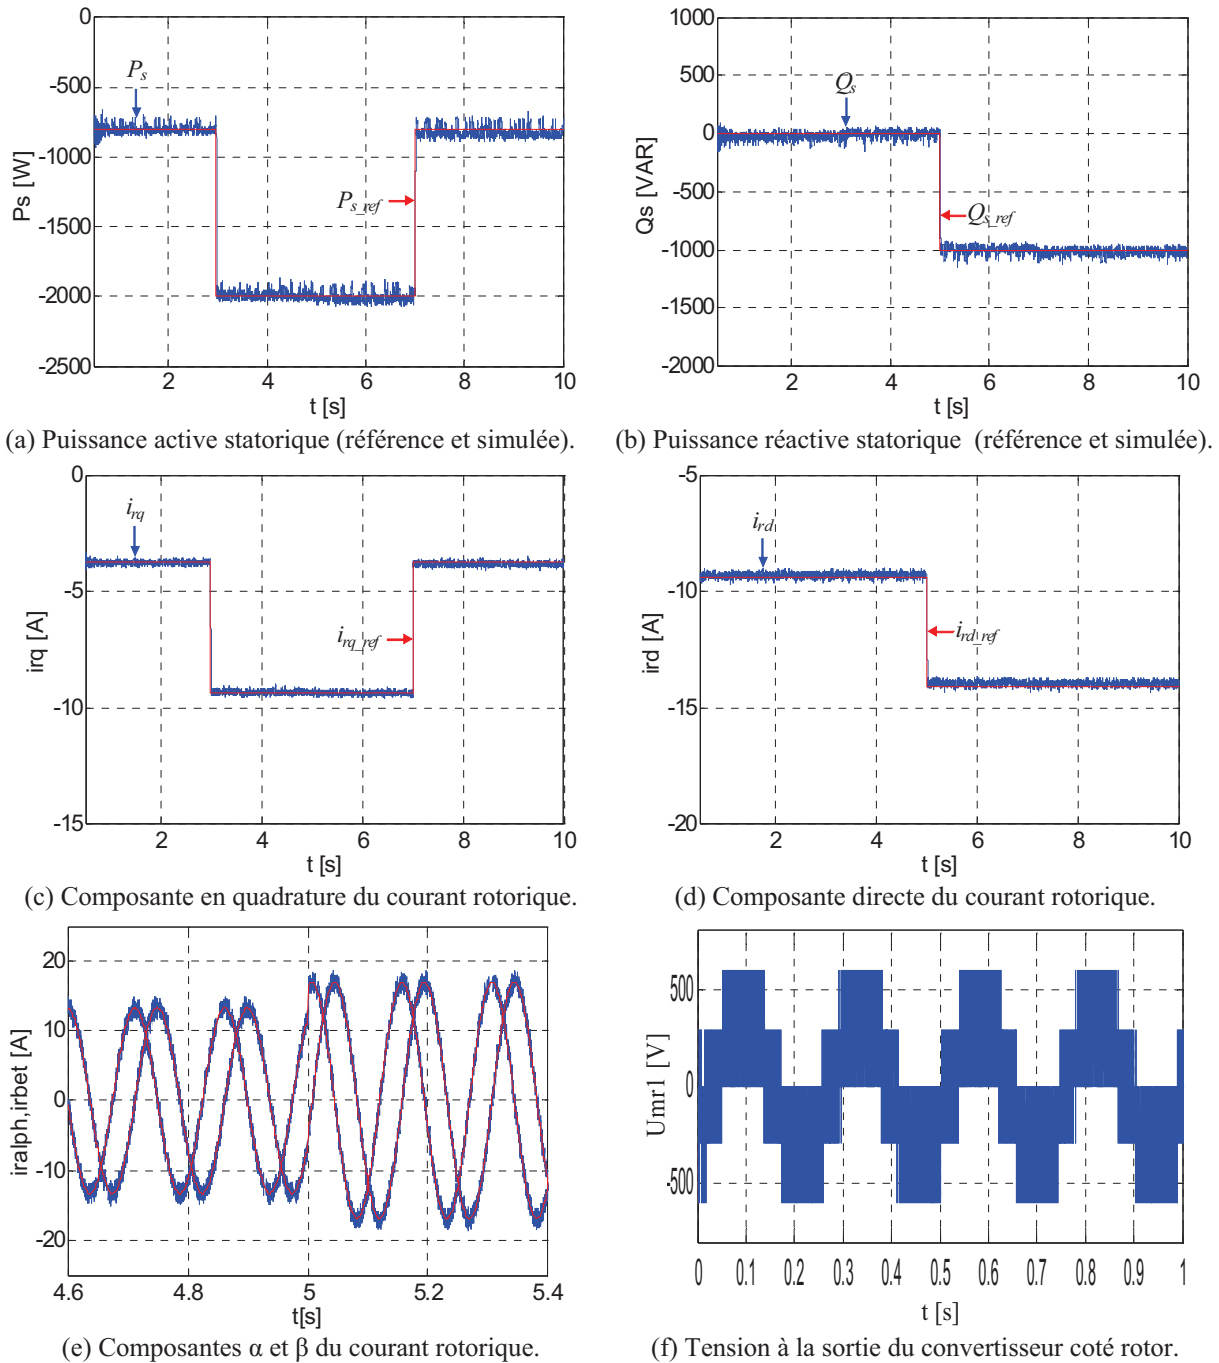 0
-500
-1000
-1500
-2000
-2500
Ps [W]
P_s
P_s_ref
2 4 6 8 10
t [s]
(a) Puissance active statorique (référence et simulée).
1000
500
0
-500
-1000
-1500
-2000
Qs [VAR]
Q_s
Q_s_ref
2 4 6 8 10
t [s]
(b) Puissance réactive statorique (référence et simulée).
0
-5
-10
-15
irq [A]
i_rq
i_rq_ref
2 4 6 8 10
t [s]
(c) Composante en quadrature du courant rotorique.
-5
-10
-15
-20
ird [A]
i_rd
i_rd_ref
2 4 6 8 10
t [s]
(d) Composante directe du courant rotorique.
20
10
0
-10
-20
iralph,irbet [A]
4.6 4.8 5 5.2 5.4
t[s]
(e) Composantes α et β du courant rotorique.
500
0
-500
Umr1 [V]
0 0.1 0.2 0.3 0.4 0.5 0.6 0.7 0.8 0.9 1
t [s]
(f) Tension à la sortie du convertisseur coté rotor.